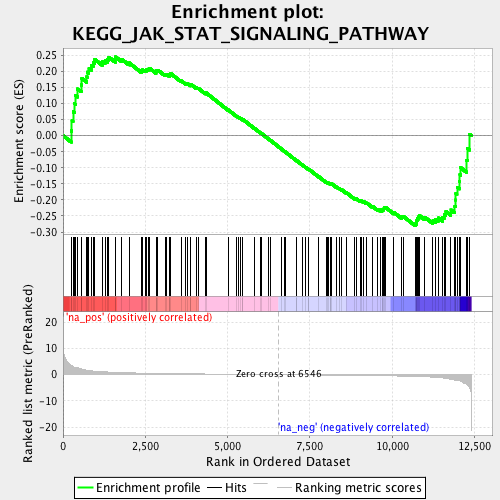 Enrichment plot:
KEGG_JAK_STAT_SIGNALING_PATHWAY
Enrichment score (ES)
0.25
0.20
0.15
0.10
0.05
0.00
-0.05
-0.10
-0.15
-0.20
-0.25
-0.30
'na_pos' (positively correlated)
Ranked list metric (PreRanked)
20
10
0
-10
-20
Zero cross at 6546
'na_neg' (negatively correlated)
0
2,500
5,000
7,500
10,000
12,500
Rank in Ordered Dataset
Enrichment profile
Hits
Ranking metric scores